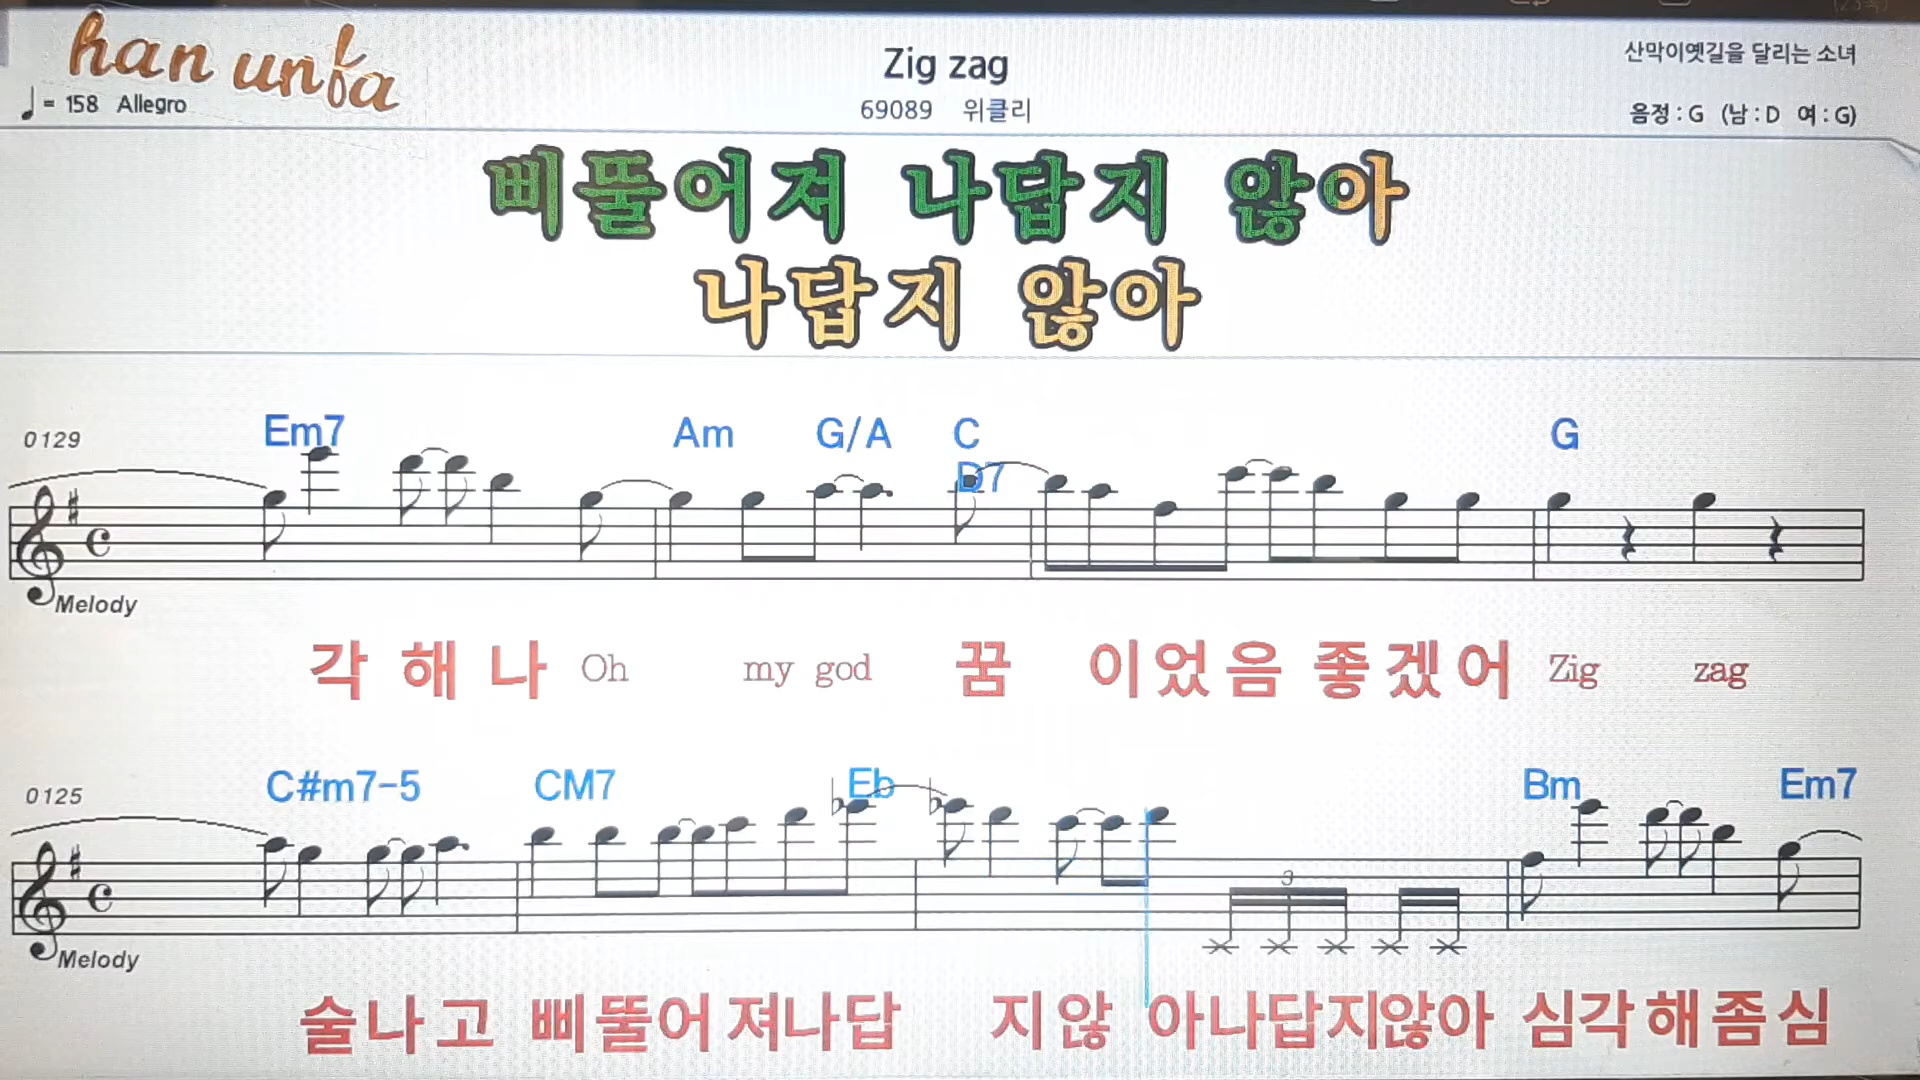 han unfa
Zig zag
산막이옛길을 달리는 소녀
♩ = 158 Allegro
69089 위클리
음정 : G (남 : D 여 : G)
삐뚤어져 나답지 않아
나답지 않아
0129 Em7 Am G/A C D7 G
Melody
각 해 나 Oh my god 꿈 이 었 음 좋 겠 어 Zig zag
0125 C#m7-5 CM7 Eb Bm Em7
3
Melody
술 나 고 삐 뚤 어 져 나 답 지 않 아 나 답 지 않 아 심 각 해 좀 심